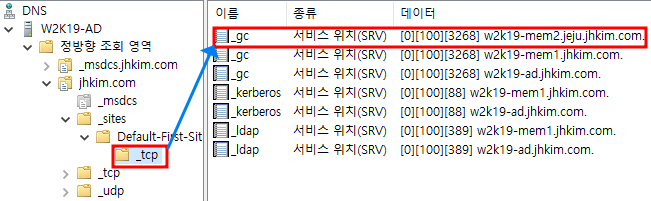 DNS
W2K19-AD
정방향 조회 영역
_msdcs.jhkim.com
jhkim.com
_msdcs
_sites
Default-First-Sit
_tcp
_tcp
_udp
이름 종류 데이터
_gc 서비스 위치(SRV) [0][100][3268] w2k19-mem2.jeju.jhkim.com.
_gc 서비스 위치(SRV) [0][100][3268] w2k19-mem1.jhkim.com.
_gc 서비스 위치(SRV) [0][100][3268] w2k19-ad.jhkim.com.
_kerberos 서비스 위치(SRV) [0][100][88] w2k19-mem1.jhkim.com.
_kerberos 서비스 위치(SRV) [0][100][88] w2k19-ad.jhkim.com.
_ldap 서비스 위치(SRV) [0][100][389] w2k19-mem1.jhkim.com.
_ldap 서비스 위치(SRV) [0][100][389] w2k19-ad.jhkim.com.